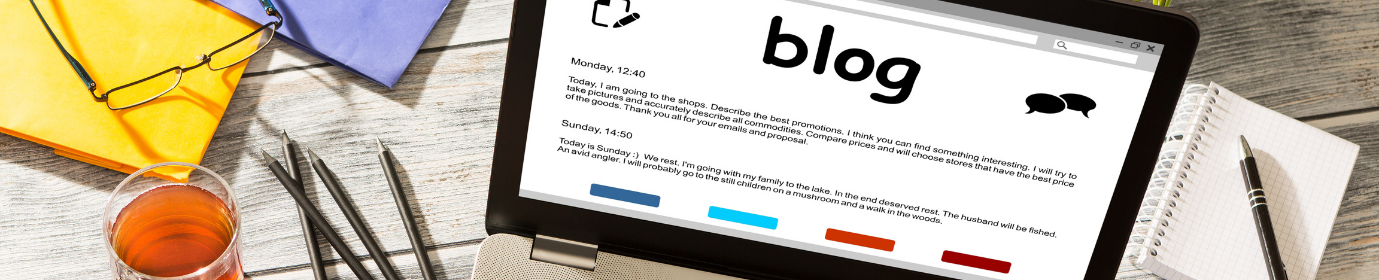 blog
Monday, 12:40
Today, I am going to the shops. Describe the best promotions. I think you can find something interesting. I will try to
take pictures and accurately describe all commodities. Compare prices and will choose stores that have the best price
of the goods. Thank you all for your emails and proposal.
Sunday, 14:50
Today is Sunday :) We rest. I'm going with my family to the lake. In the end deserved rest. The husband will be fished.
An avid angler. I will probably go to the still children on a mushroom and a walk in the woods.